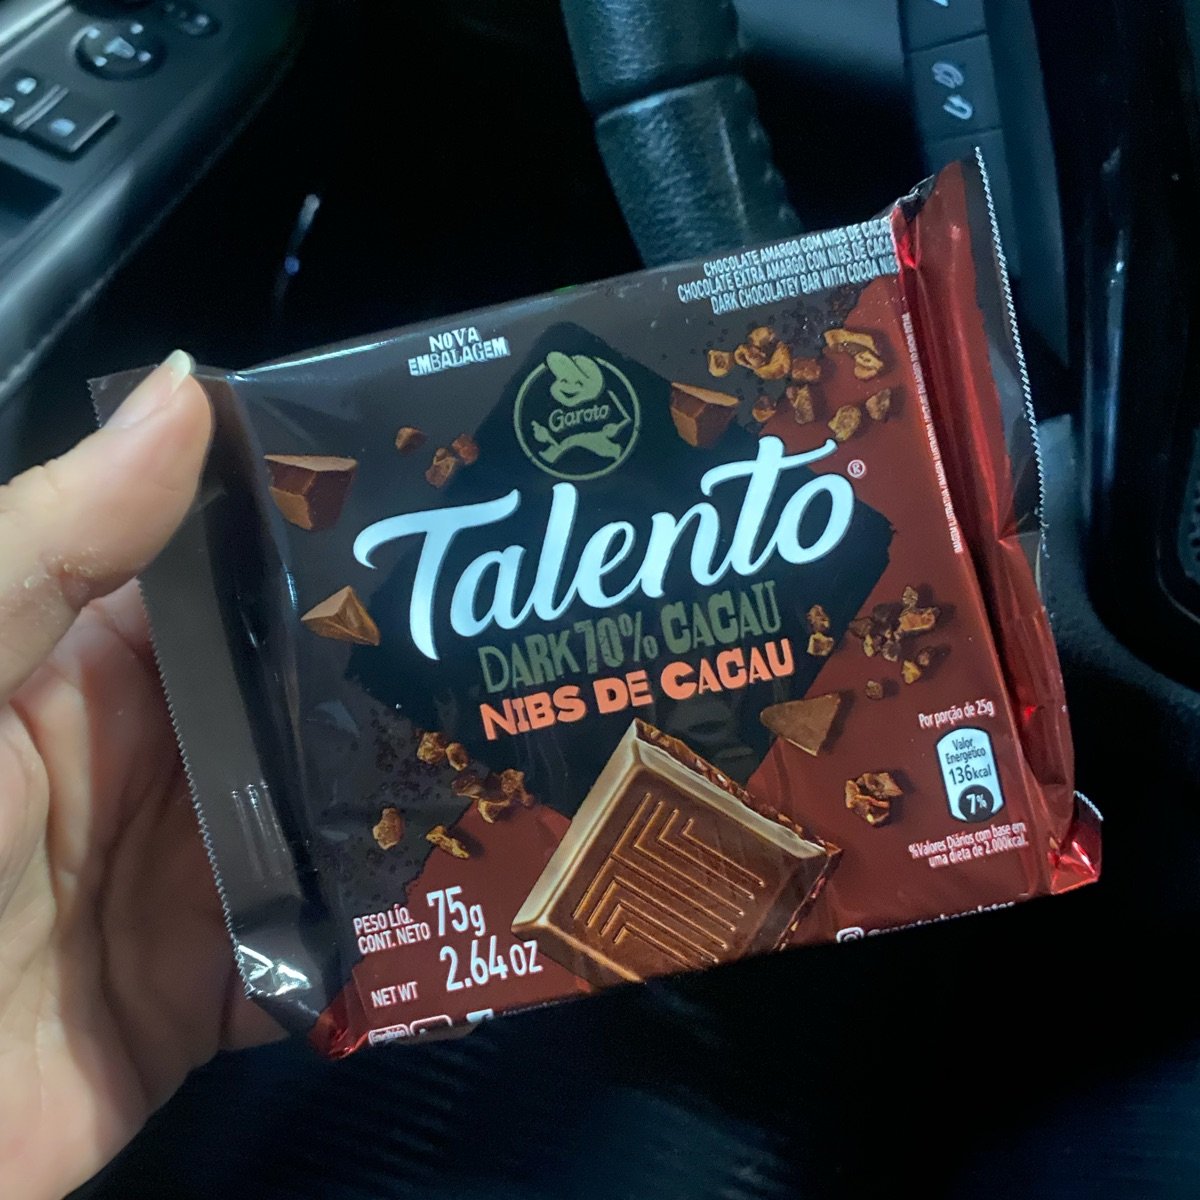 CHOCOLATE AMARGO COM NIBS DE CACAU
CHOCOLATE EXTRA AMARGO CON NIBS DE CACAO
DARK CHOCOLATEY BAR WITH COCOA NIBS
NOVA
EMBALAGEM
Garoto
Talento®
DARK 70% CACAU
NIBS DE CACAU
Por porção de 25g
Valor
Energético
136kcal
7%
%Valores Diários com base em
uma dieta de 2.000kcal.
PESO LÍQ.
CONT. NETO 75g
NET WT 2.64 OZ